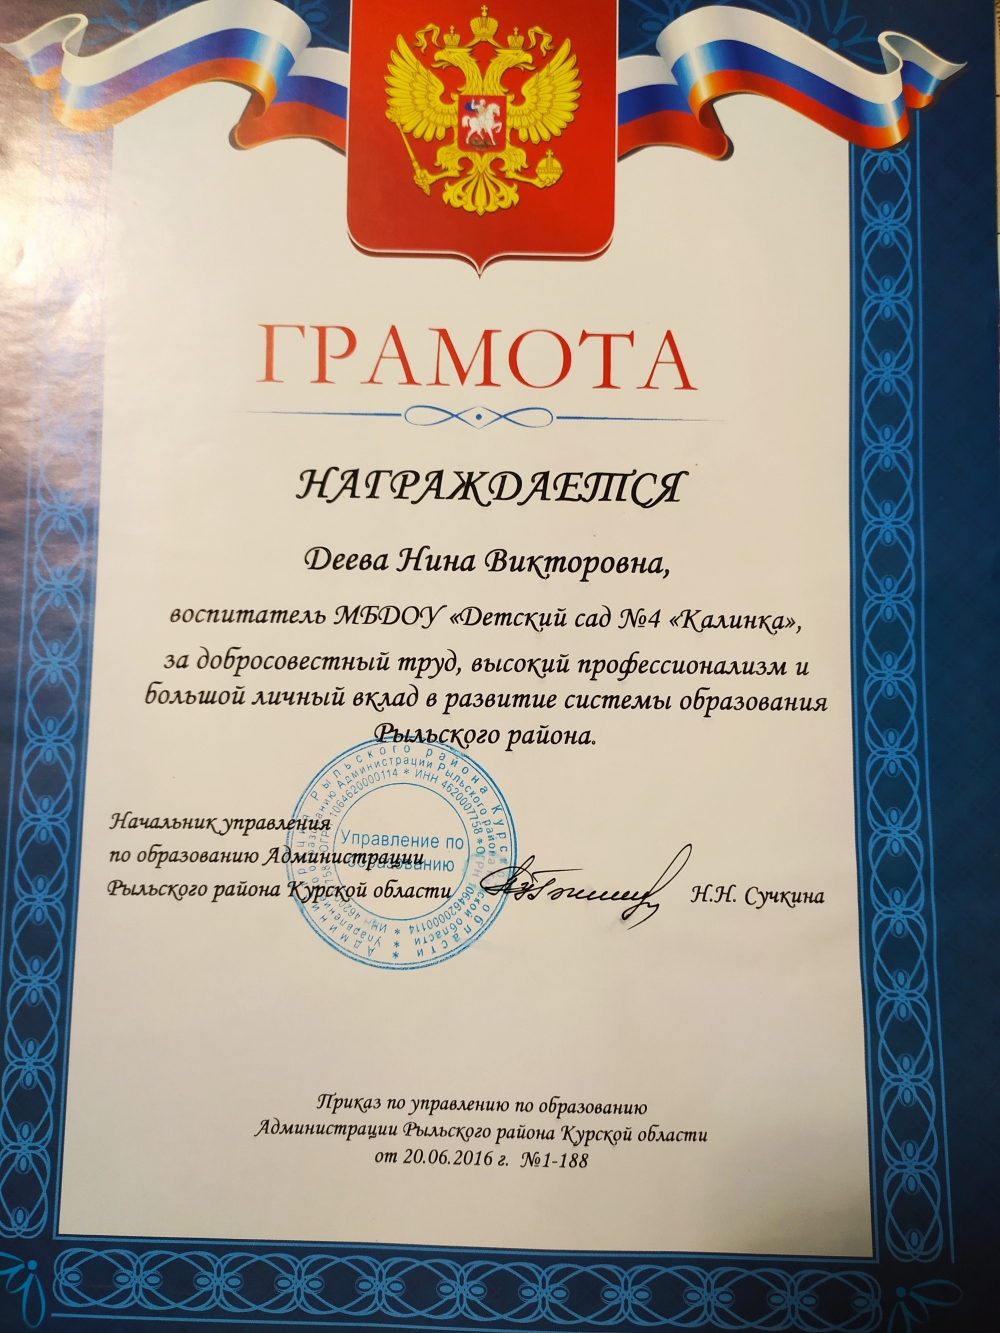 ГРАМОТА
НАГРАЖДАЕТСЯ
Деева Нина Викторовна,
воспитатель МБДОУ «Детский сад №4 «Калинка»,
за добросовестный труд, высокий профессионализм и
большой личный вклад в развитие системы образования
Рыльского района.
Начальник управления
по образованию Администрации
Рыльского района Курской области
Н.Н. Сучкина
Управление по
образованию
Приказ по управлению по образованию
Администрации Рыльского района Курской области
от 20.06.2016 г. №1-188